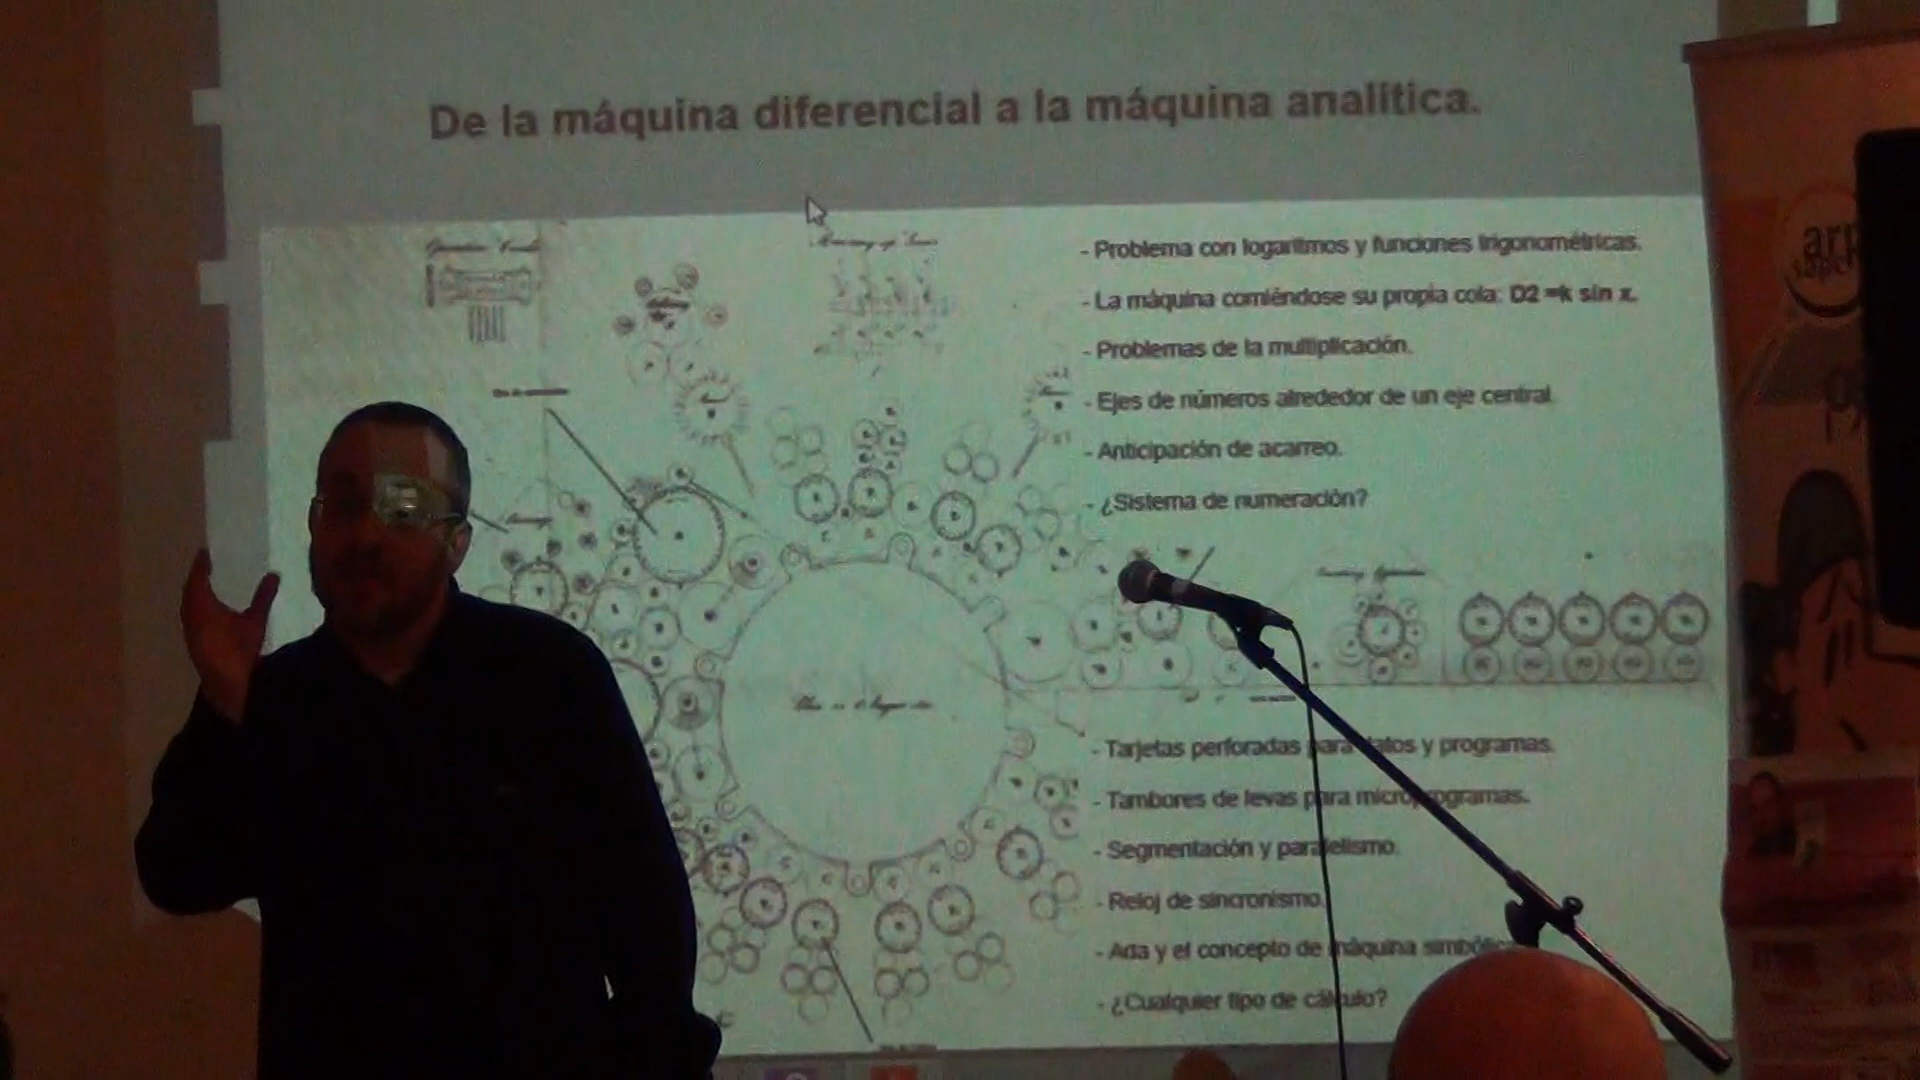 De la máquina diferencial a la máquina analítica.
- Problema con logaritmos y funciones trigonométricas.
- La máquina comiéndose su propia cola: D2 =k sin x.
- Problemas de la multiplicación.
- Ejes de números alrededor de un eje central.
- Anticipación de acarreo.
- ¿Sistema de numeración?
- Tarjetas perforadas para datos y programas.
- Tambores de levas para microprogramas.
- Segmentación y paralelismo.
- Reloj de sincronismo.
- Ada y el concepto de máquina simbólica
- ¿Cualquier tipo de cálculo?